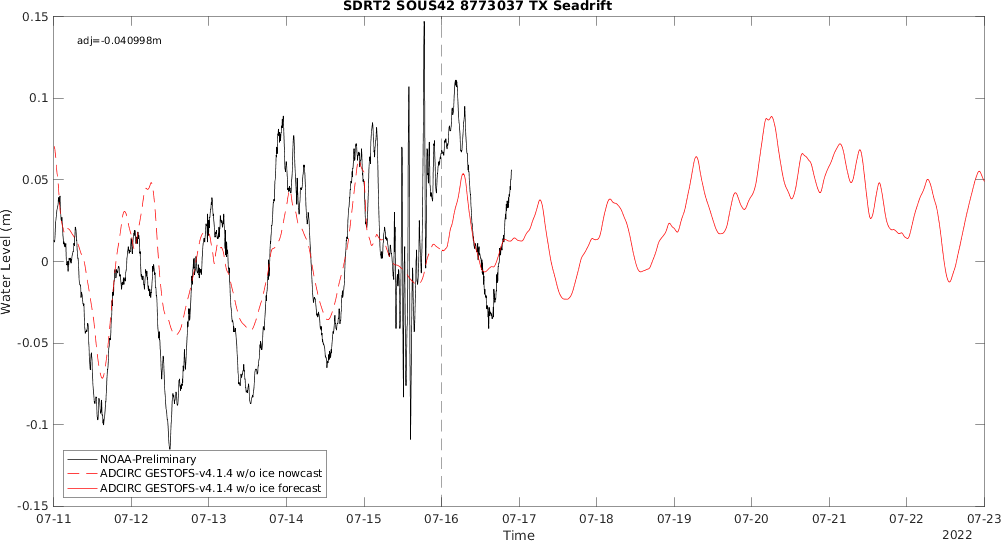 SDRT2 SOUS42 8773037 TX Seadrift
adj=-0.040998m
0.15
0.1
0.05
0
-0.05
-0.1
-0.15
Water Level (m)
NOAA-Preliminary
ADCIRC GESTOFS-v4.1.4 w/o ice nowcast
ADCIRC GESTOFS-v4.1.4 w/o ice forecast
07-11 07-12 07-13 07-14 07-15 07-16 07-17 07-18 07-19 07-20 07-21 07-22 07-23
Time
2022